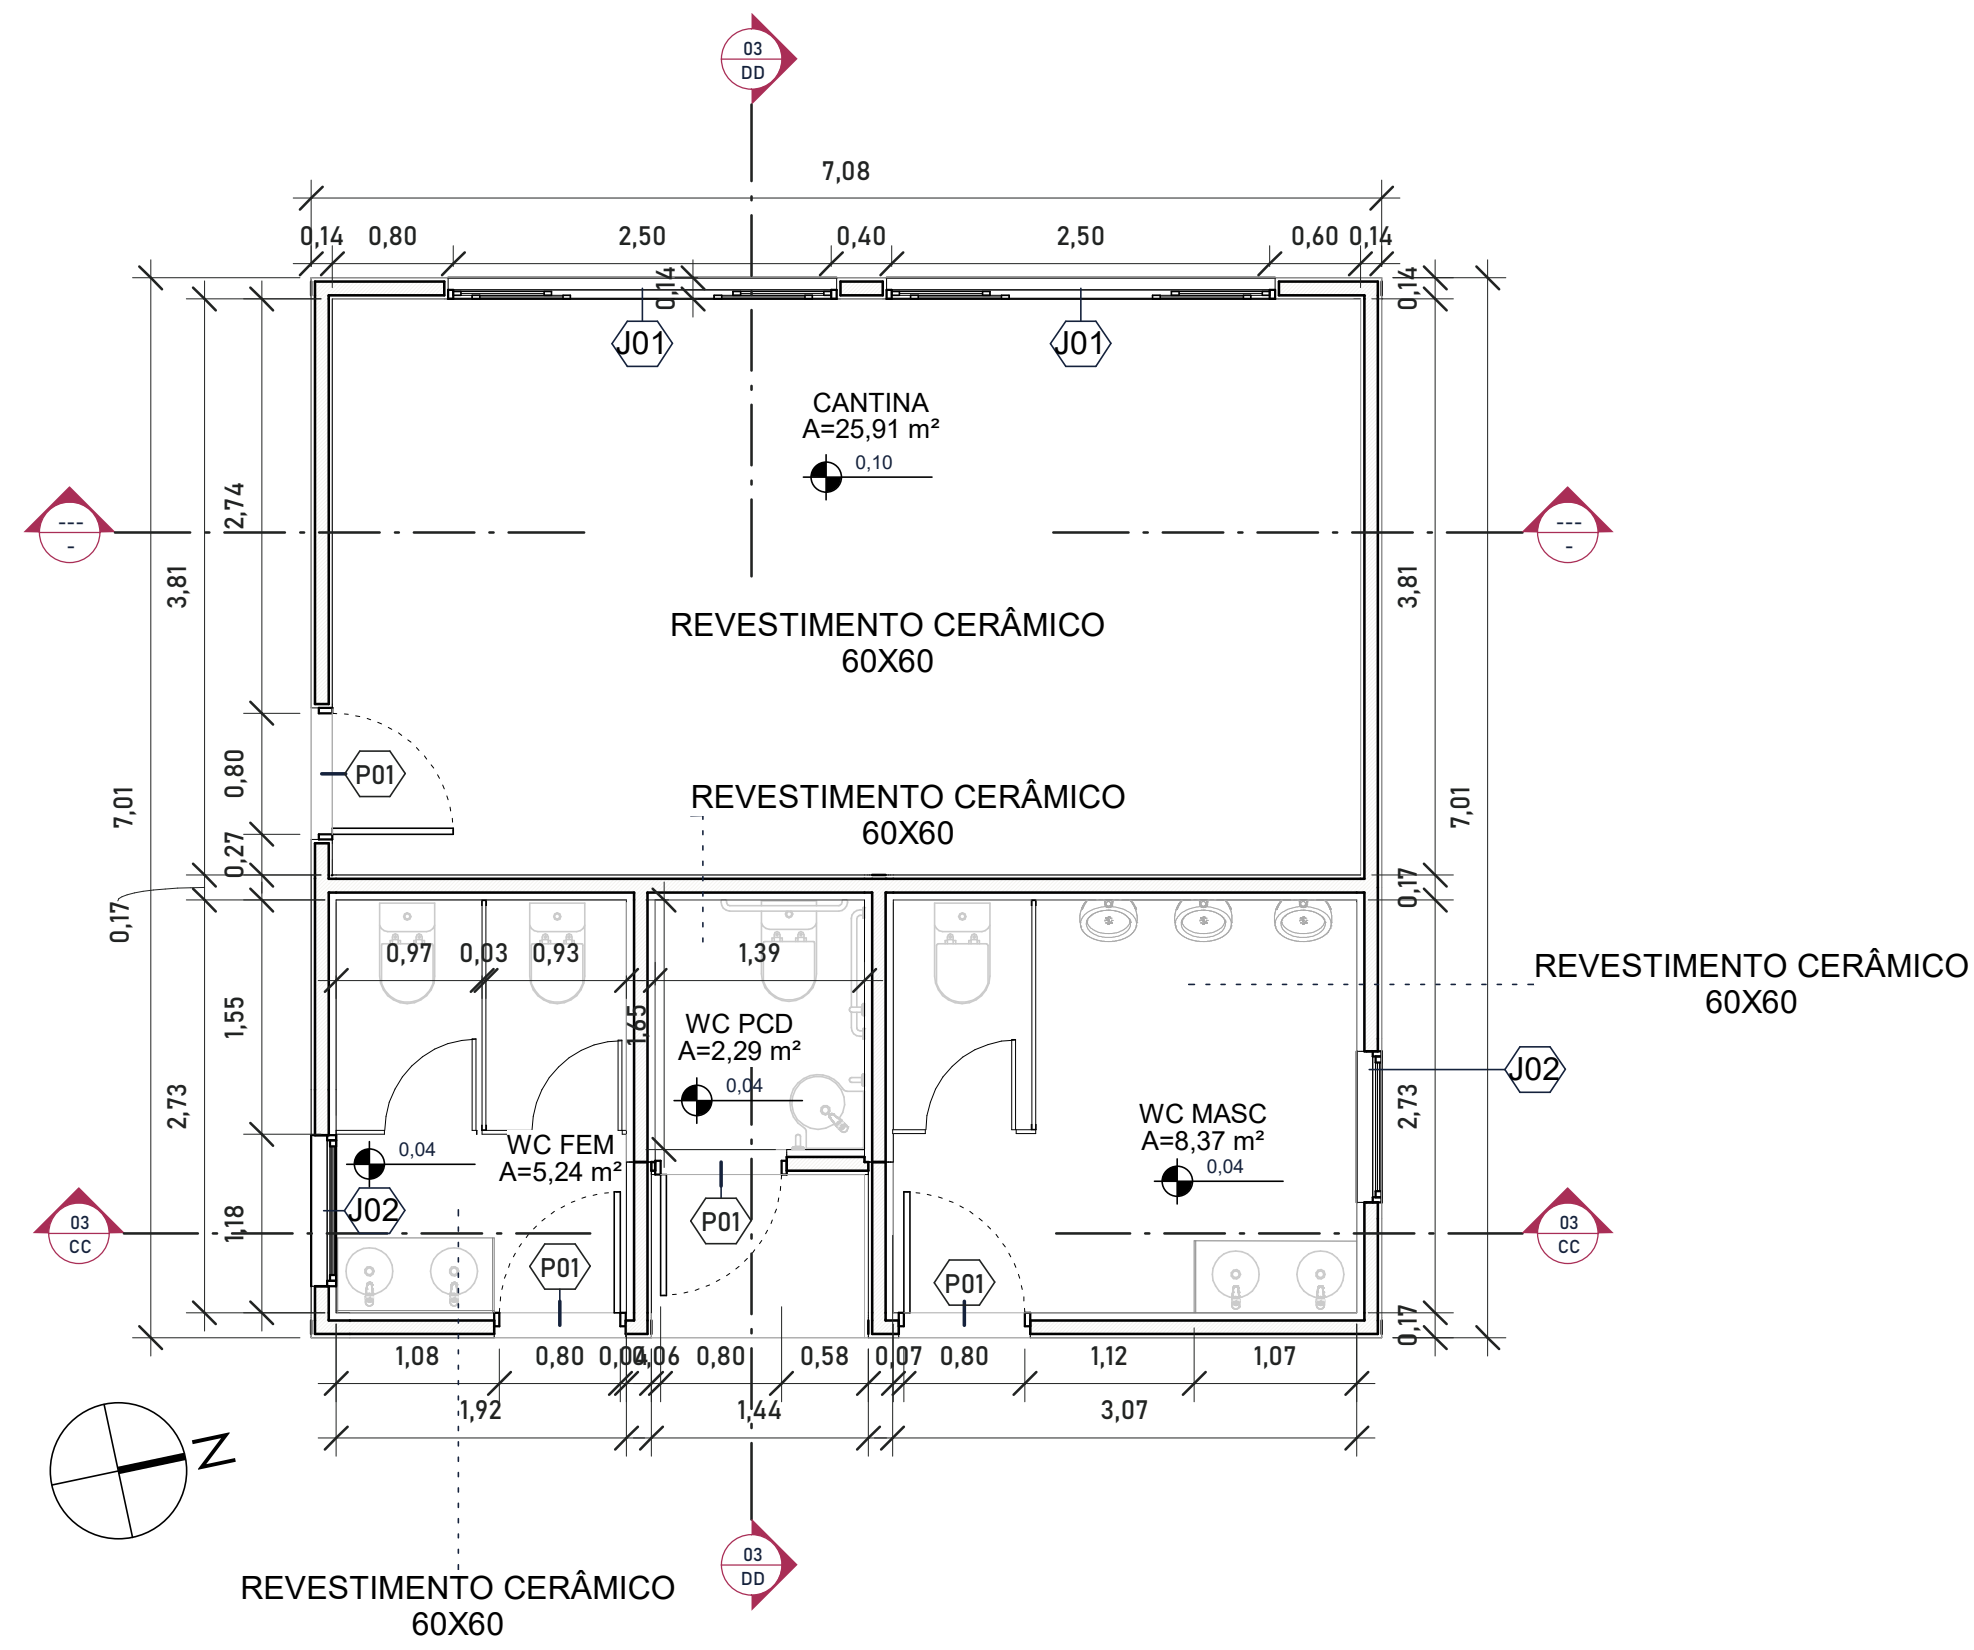 03
DD
7,08
0,14 0,80 2,50 0,40 2,50 0,60 0,14
0,14
0,14
J01
J01
CANTINA
A=25,91 m²
0,10
2,74
---
-
---
-
3,81
3,81
REVESTIMENTO CERÂMICO
60X60
0,80
P01
7,01
7,01
REVESTIMENTO CERÂMICO
60X60
0,27
0,17
0,17
0,97 0,03 0,93 1,39
REVESTIMENTO CERÂMICO
60X60
1,55
1,65
WC PCD
A=2,29 m²
0,04
J02
2,73
2,73
WC MASC
A=8,37 m²
0,04
WC FEM
A=5,24 m²
0,04
J02
1,18
P01
03
CC
03
CC
P01
P01
0,17
1,08 0,80 0,04 0,06 0,80 0,58 0,07 0,80 1,12 1,07
1,92 1,44 3,07
N
03
DD
REVESTIMENTO CERÂMICO
60X60